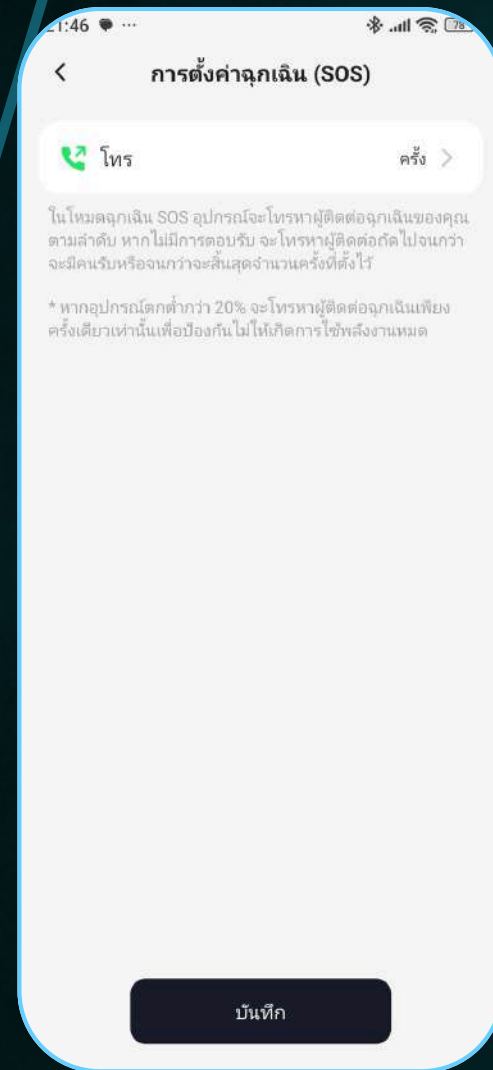 21:46 ...
78
การตั้งค่าฉุกเฉิน (SOS)
โทร
ครั้ง
ในโหมดฉุกเฉิน SOS อุปกรณ์จะโทรหาผู้ติดต่อฉุกเฉินของคุณ
ตามลำดับ หากไม่มีการตอบรับ จะโทรหาผู้ติดต่อถัดไปจนกว่า
จะมีคนรับหรือจนกว่าจะสิ้นสุดจำนวนครั้งที่ตั้งไว้
* หากอุปกรณ์ตกต่ำกว่า 20% จะโทรหาผู้ติดต่อฉุกเฉินเพียง
ครั้งเดียวเท่านั้นเพื่อป้องกันไม่ให้เกิดการใช้พลังงานหมด
บันทึก